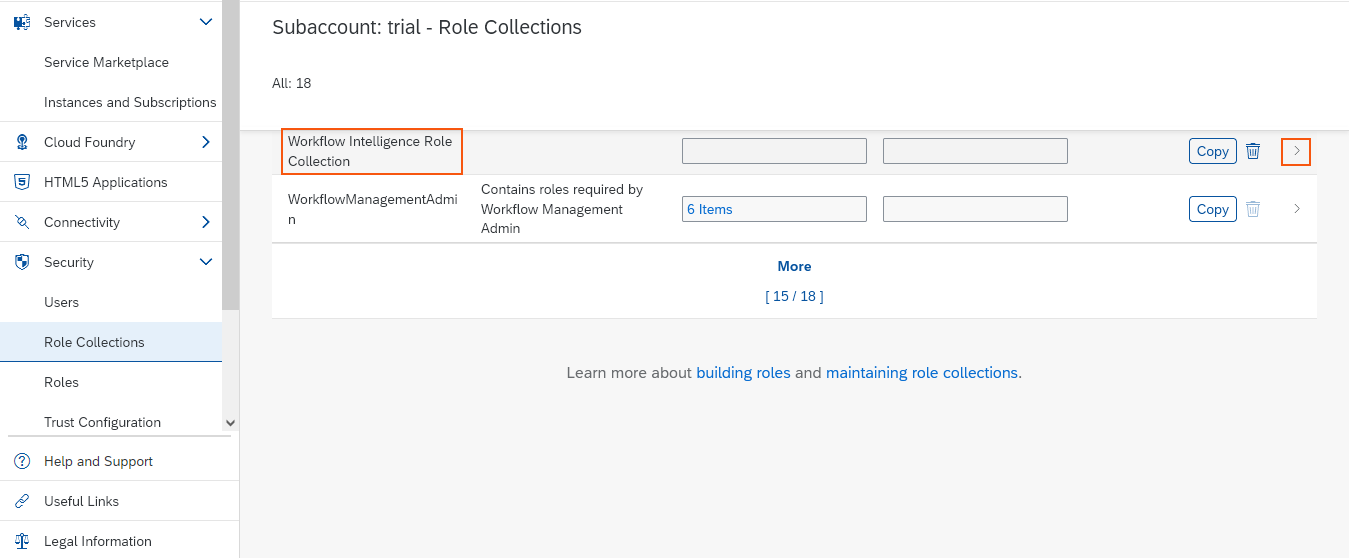 Services
Service Marketplace
Instances and Subscriptions
Cloud Foundry
HTML5 Applications
Connectivity
Security
Users
Role Collections
Roles
Trust Configuration
Help and Support
Useful Links
Legal Information
Subaccount: trial - Role Collections
All: 18
Workflow Intelligence Role
Collection
Copy
WorkflowManagementAdmi
n
Contains roles required by
Workflow Management
Admin
6 Items
Copy
More
[ 15 / 18 ]
Learn more about building roles and maintaining role collections.